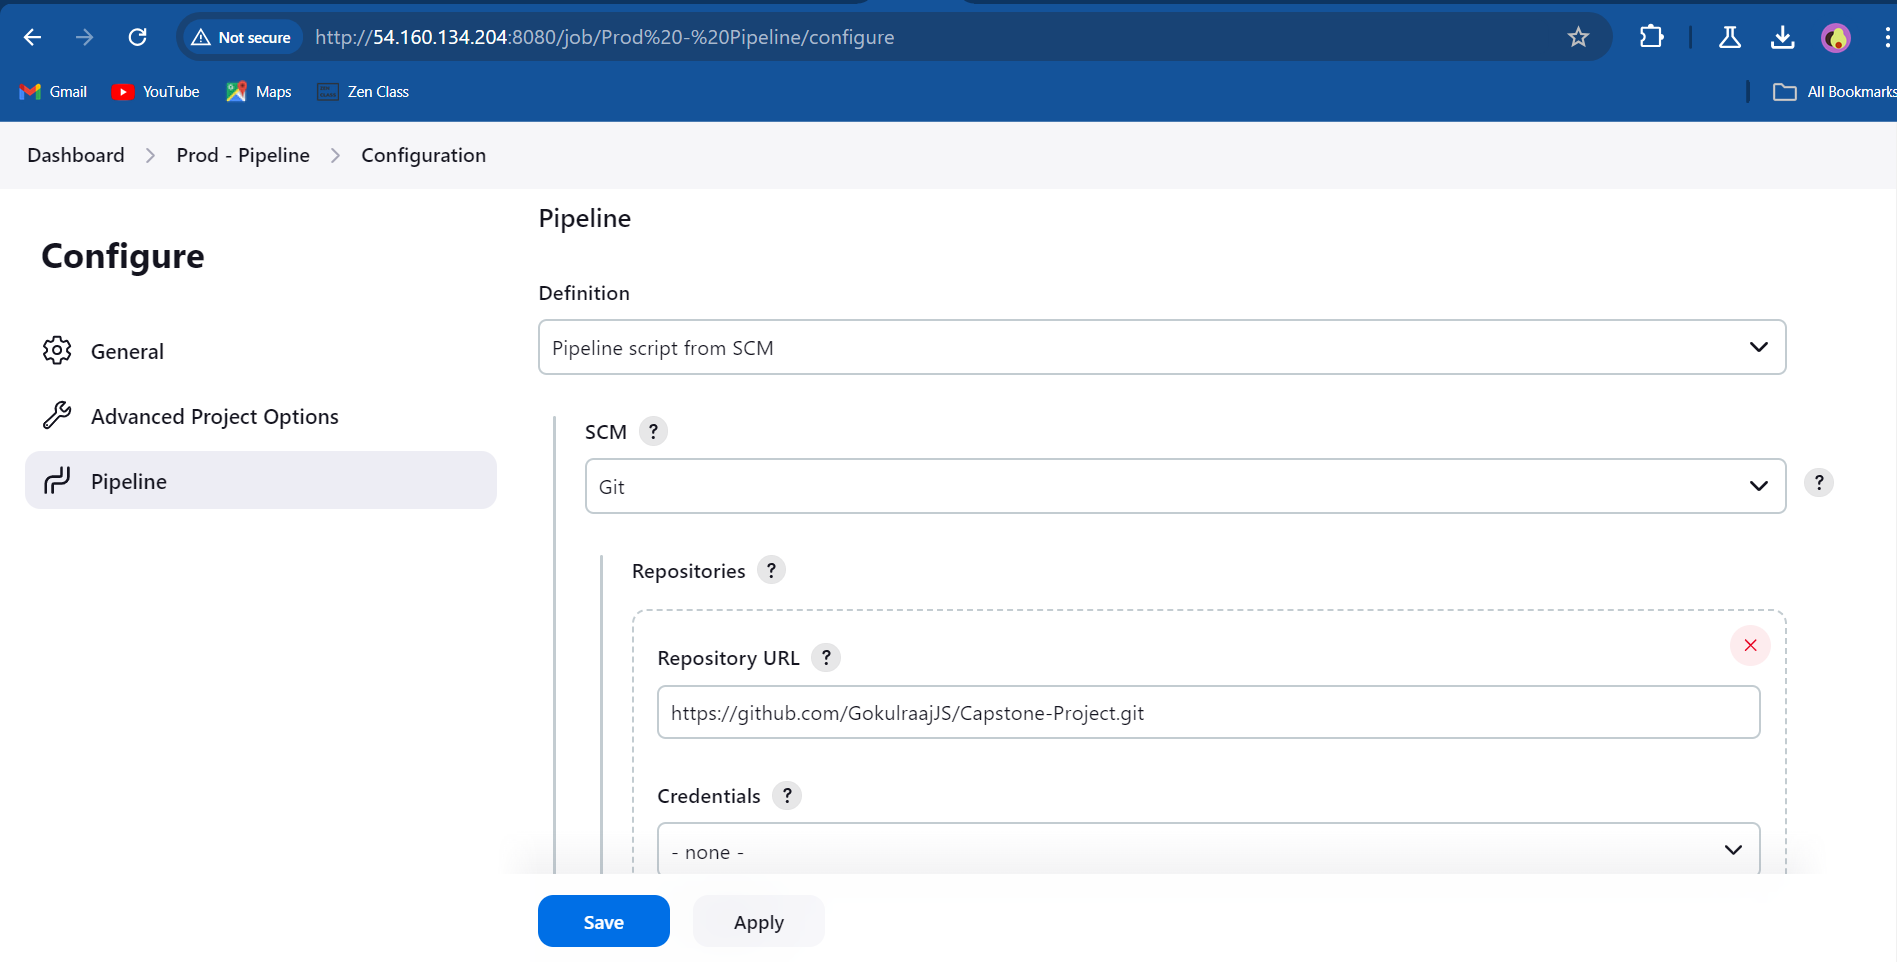 Not secure http://54.160.134.204:8080/job/Prod%20-%20Pipeline/configure
Gmail YouTube Maps Zen Class All Bookmarks
Dashboard Prod - Pipeline Configuration
Configure
General
Advanced Project Options
Pipeline
Pipeline
Definition
Pipeline script from SCM
SCM ?
Git
?
Repositories ?
Repository URL ?
https://github.com/GokulraajJS/Capstone-Project.git
Credentials ?
- none -
Save Apply